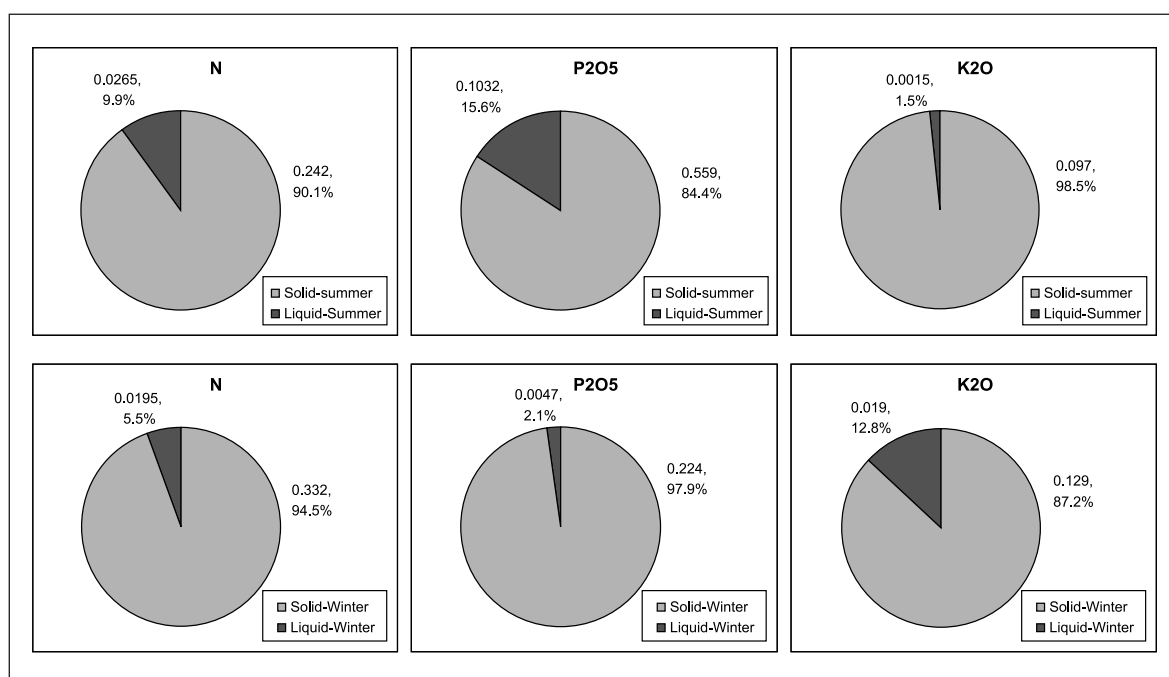 N
0.0265,
9.9%
0.242,
90.1%
Solid-summer
Liquid-Summer
P2O5
0.1032,
15.6%
0.559,
84.4%
Solid-summer
Liquid-Summer
K2O
0.0015,
1.5%
0.097,
98.5%
Solid-summer
Liquid-Summer
N
0.0195,
5.5%
0.332,
94.5%
Solid-Winter
Liquid-Winter
P2O5
0.0047,
2.1%
0.224,
97.9%
Solid-Winter
Liquid-Winter
K2O
0.019,
12.8%
0.129,
87.2%
Solid-Winter
Liquid-Winter